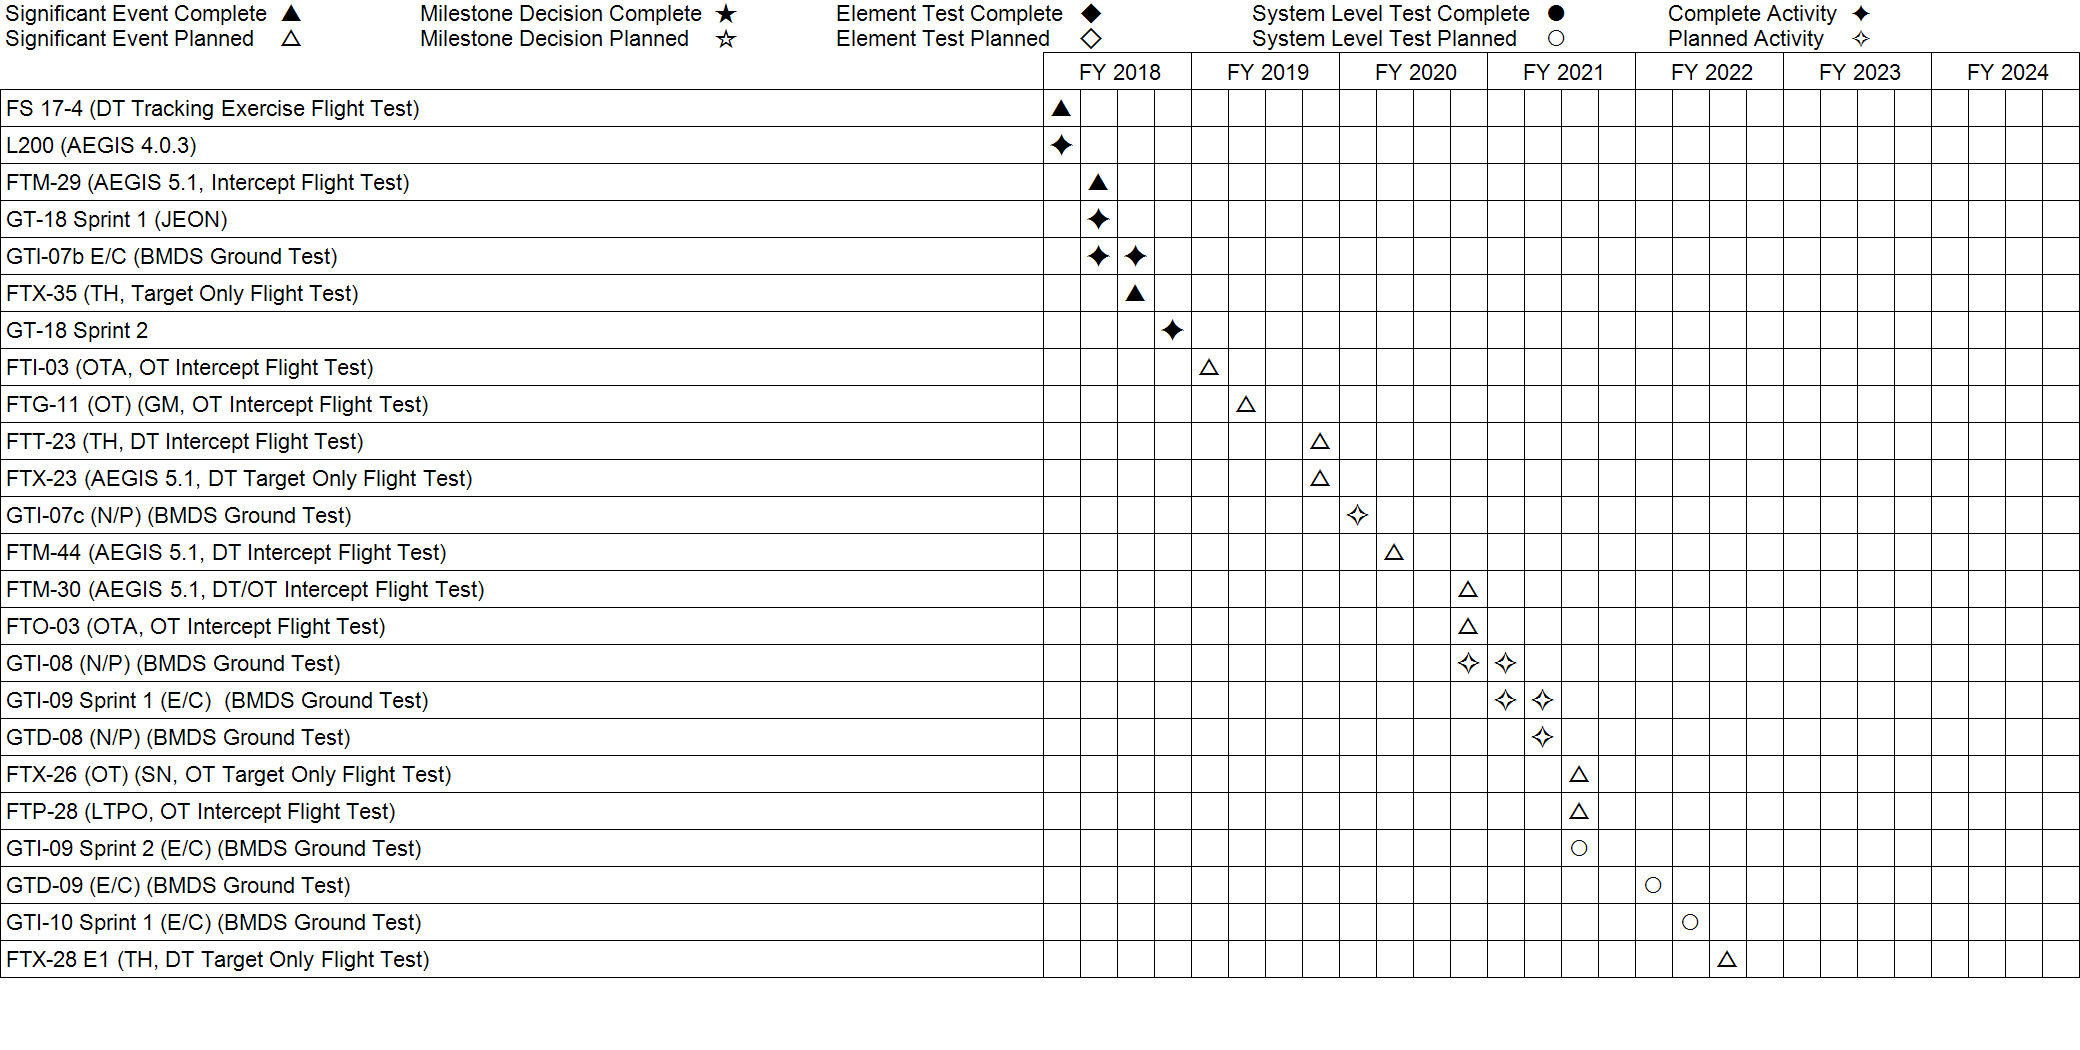 Significant Event Complete ▲ Milestone Decision Complete ★ Element Test Complete ◆ System Level Test Complete ● Complete Activity ✦
Significant Event Planned △ Milestone Decision Planned ☆ Element Test Planned ◇ System Level Test Planned ○ Planned Activity ✧
FY 2018 FY 2019 FY 2020 FY 2021 FY 2022 FY 2023 FY 2024
FS 17-4 (DT Tracking Exercise Flight Test)
L200 (AEGIS 4.0.3)
FTM-29 (AEGIS 5.1, Intercept Flight Test)
GT-18 Sprint 1 (JEON)
GTI-07b E/C (BMDS Ground Test)
FTX-35 (TH, Target Only Flight Test)
GT-18 Sprint 2
FTI-03 (OTA, OT Intercept Flight Test)
FTG-11 (OT) (GM, OT Intercept Flight Test)
FTT-23 (TH, DT Intercept Flight Test)
FTX-23 (AEGIS 5.1, DT Target Only Flight Test)
GTI-07c (N/P) (BMDS Ground Test)
FTM-44 (AEGIS 5.1, DT Intercept Flight Test)
FTM-30 (AEGIS 5.1, DT/OT Intercept Flight Test)
FTO-03 (OTA, OT Intercept Flight Test)
GTI-08 (N/P) (BMDS Ground Test)
GTI-09 Sprint 1 (E/C)  (BMDS Ground Test)
GTD-08 (N/P) (BMDS Ground Test)
FTX-26 (OT) (SN, OT Target Only Flight Test)
FTP-28 (LTPO, OT Intercept Flight Test)
GTI-09 Sprint 2 (E/C) (BMDS Ground Test)
GTD-09 (E/C) (BMDS Ground Test)
GTI-10 Sprint 1 (E/C) (BMDS Ground Test)
FTX-28 E1 (TH, DT Target Only Flight Test)